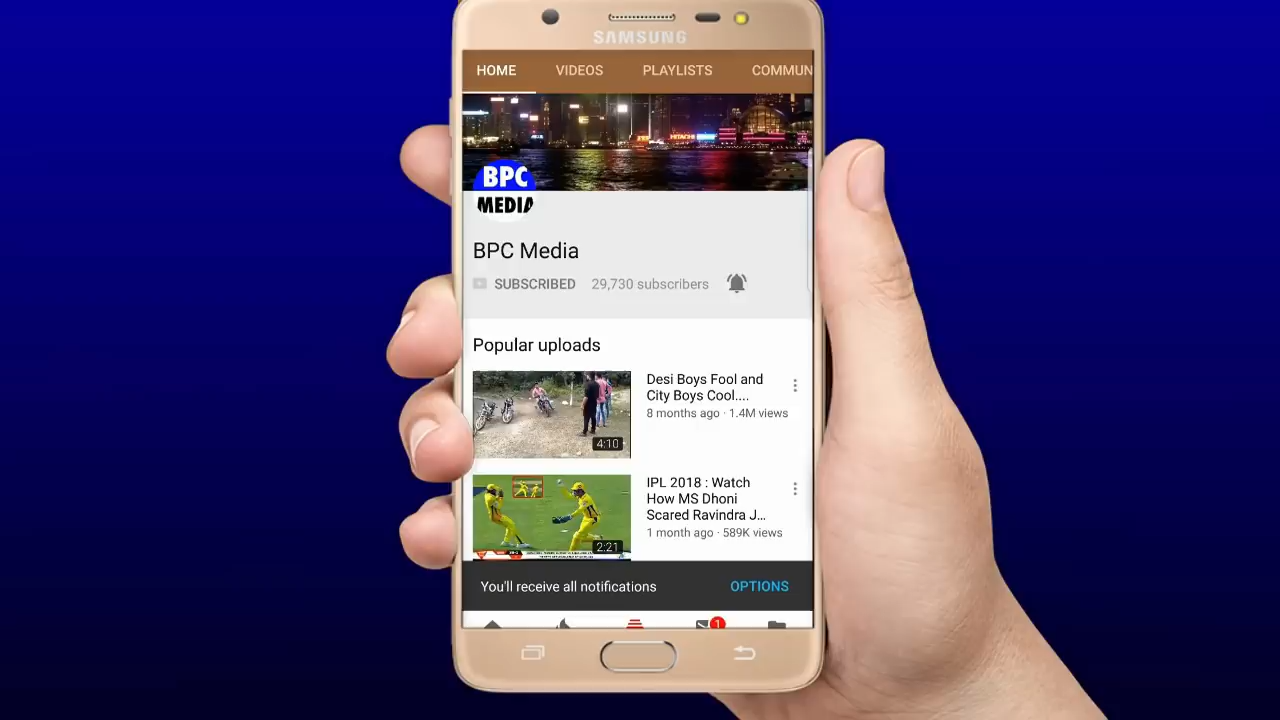 SAMSUNG
HOME VIDEOS PLAYLISTS COMMUN
HITACHI
BPC
MEDIA
BPC Media
SUBSCRIBED 29,730 subscribers
Popular uploads
Desi Boys Fool and
City Boys Cool....
8 months ago · 1.4M views
4:10
IPL 2018 : Watch
How MS Dhoni
Scared Ravindra J...
1 month ago · 589K views
2:21
You'll receive all notifications OPTIONS
1